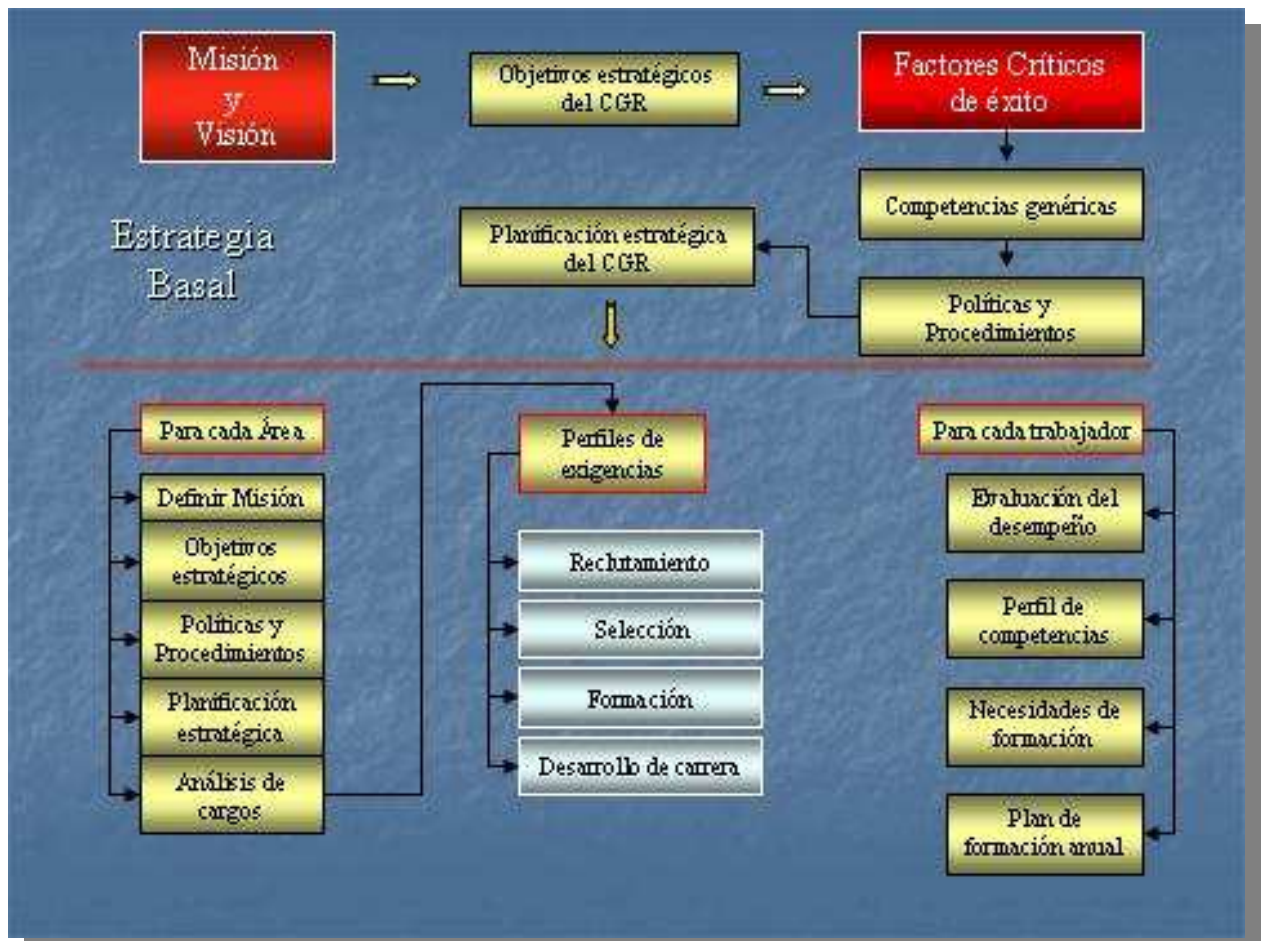 Misión
y
Visión
Objetivos estratégicos
del CGR
Factores Críticos
de éxito
Competencias genéricas
Estrategia
Basal
Planificación estratégica
del CGR
Políticas y
Procedimientos
Para cada Área
Definir Misión
Objetivos
estratégicos
Políticas y
Procedimientos
Planificación
estratégica
Análisis de
cargos
Perfiles de
exigencias
Reclutamiento
Selección
Formación
Desarrollo de carrera
Para cada trabajador
Evaluación del
desempeño
Perfil de
competencias
Necesidades de
formación
Plan de
formación anual